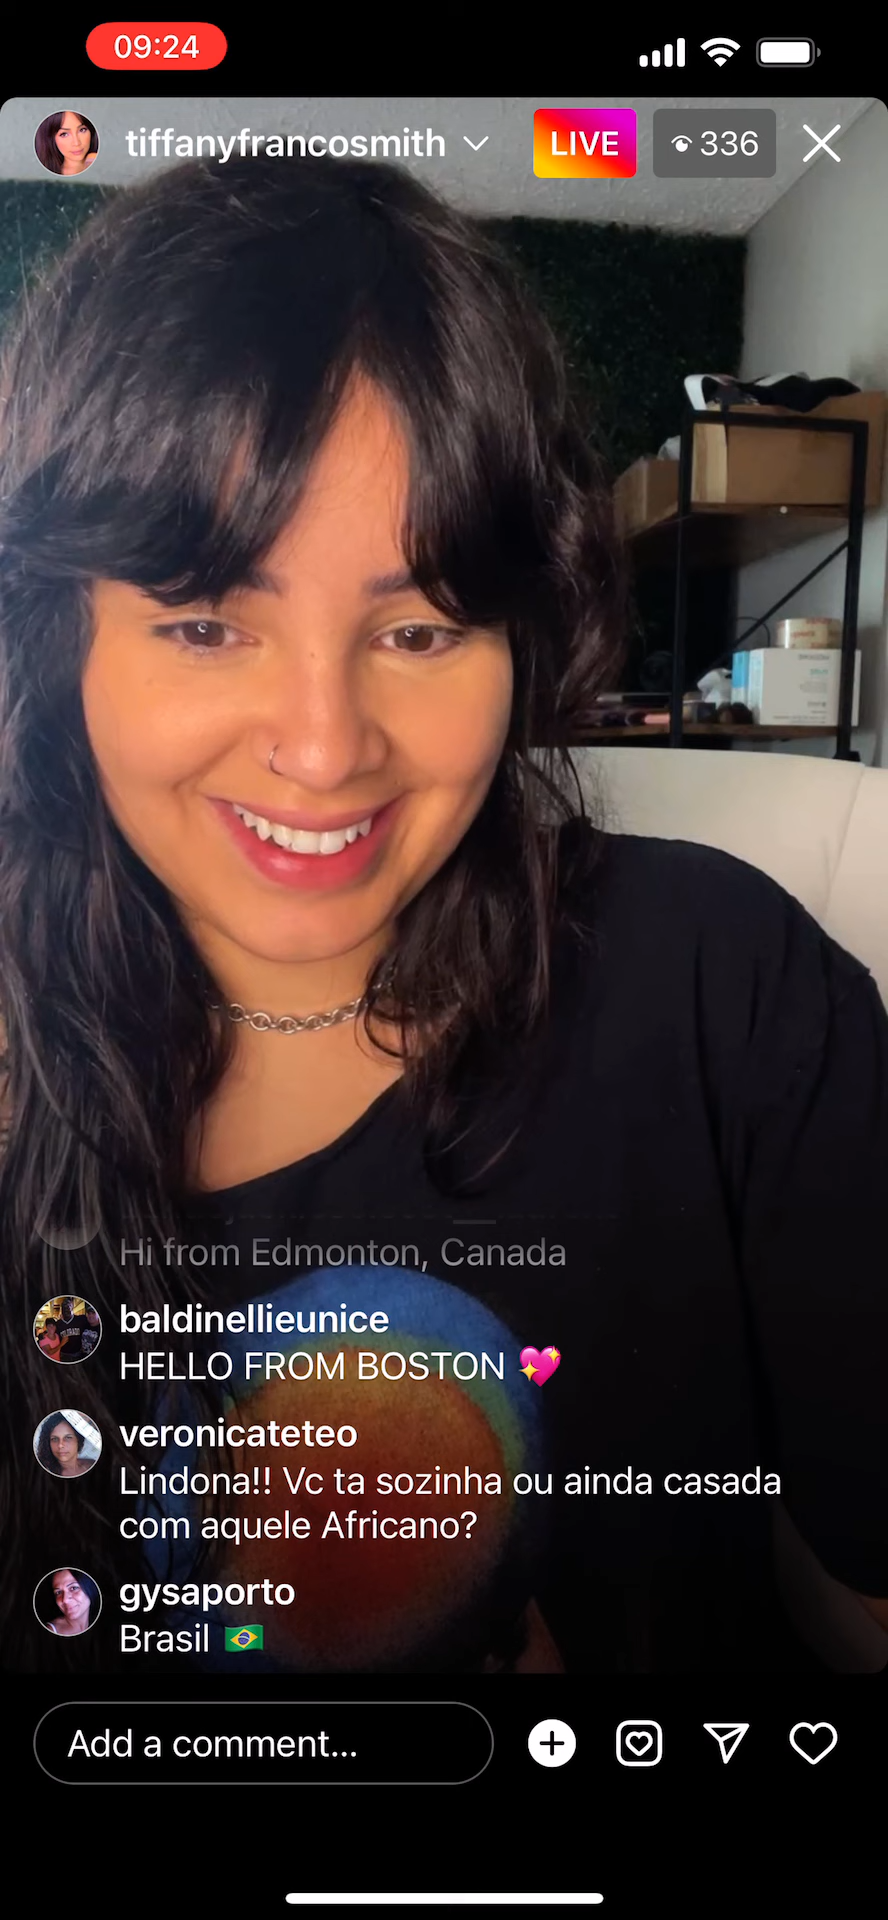 09:24
tiffanyfrancosmith
LIVE
336
Hi from Edmonton, Canada
baldinellieunice
HELLO FROM BOSTON 💖
veronicateteo
Lindona!! Vc ta sozinha ou ainda casada
com aquele Africano?
gysaporto
Brasil 🇧🇷
Add a comment...